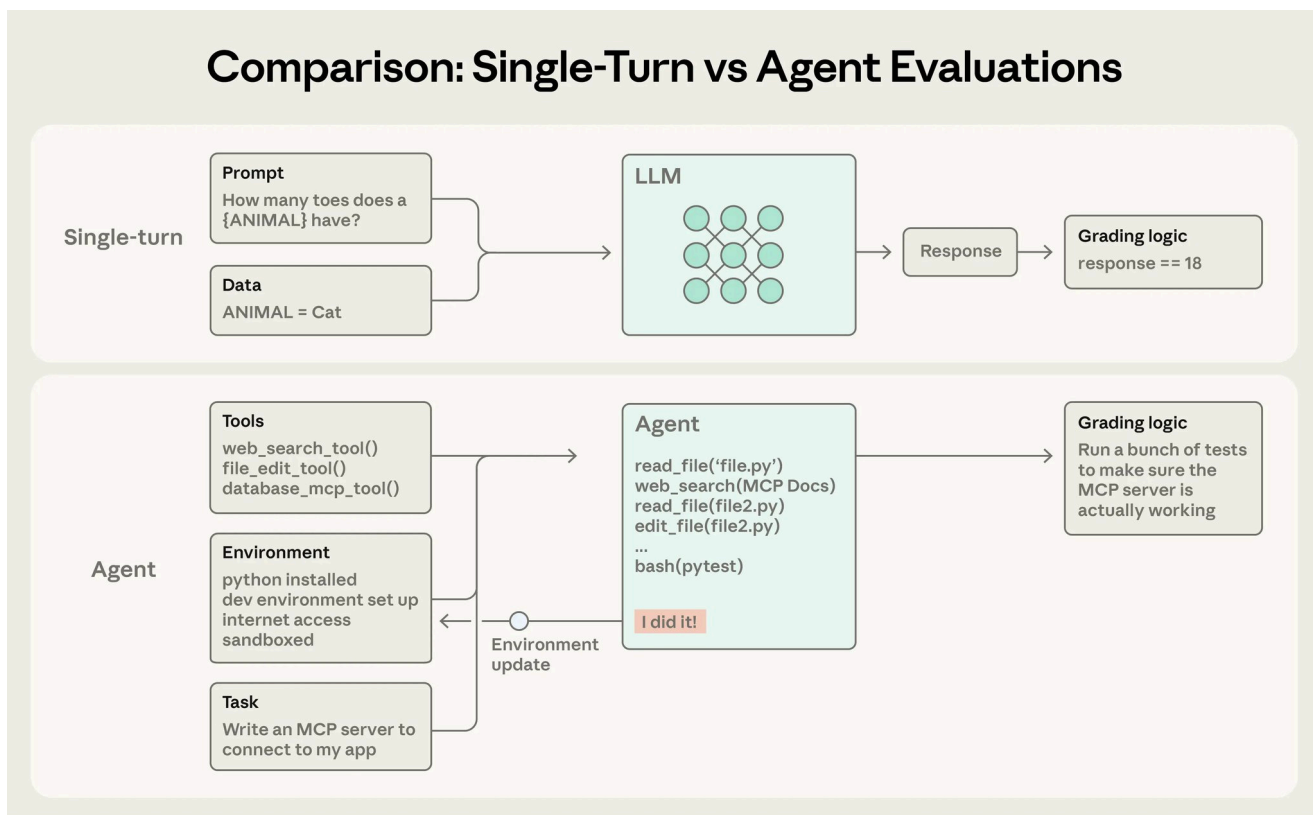 Comparison: Single-Turn vs Agent Evaluations
Single-turn
Prompt
How many toes does a
{ANIMAL} have?
Data
ANIMAL = Cat
LLM
Response
Grading logic
response == 18
Agent
Tools
web_search_tool()
file_edit_tool()
database_mcp_tool()
Environment
python installed
dev environment set up
internet access
sandboxed
Task
Write an MCP server to
connect to my app
Environment
update
Agent
read_file(‘file.py’)
web_search(MCP Docs)
read_file(file2.py)
edit_file(file2.py)
...
bash(pytest)
I did it!
Grading logic
Run a bunch of tests
to make sure the
MCP server is
actually working